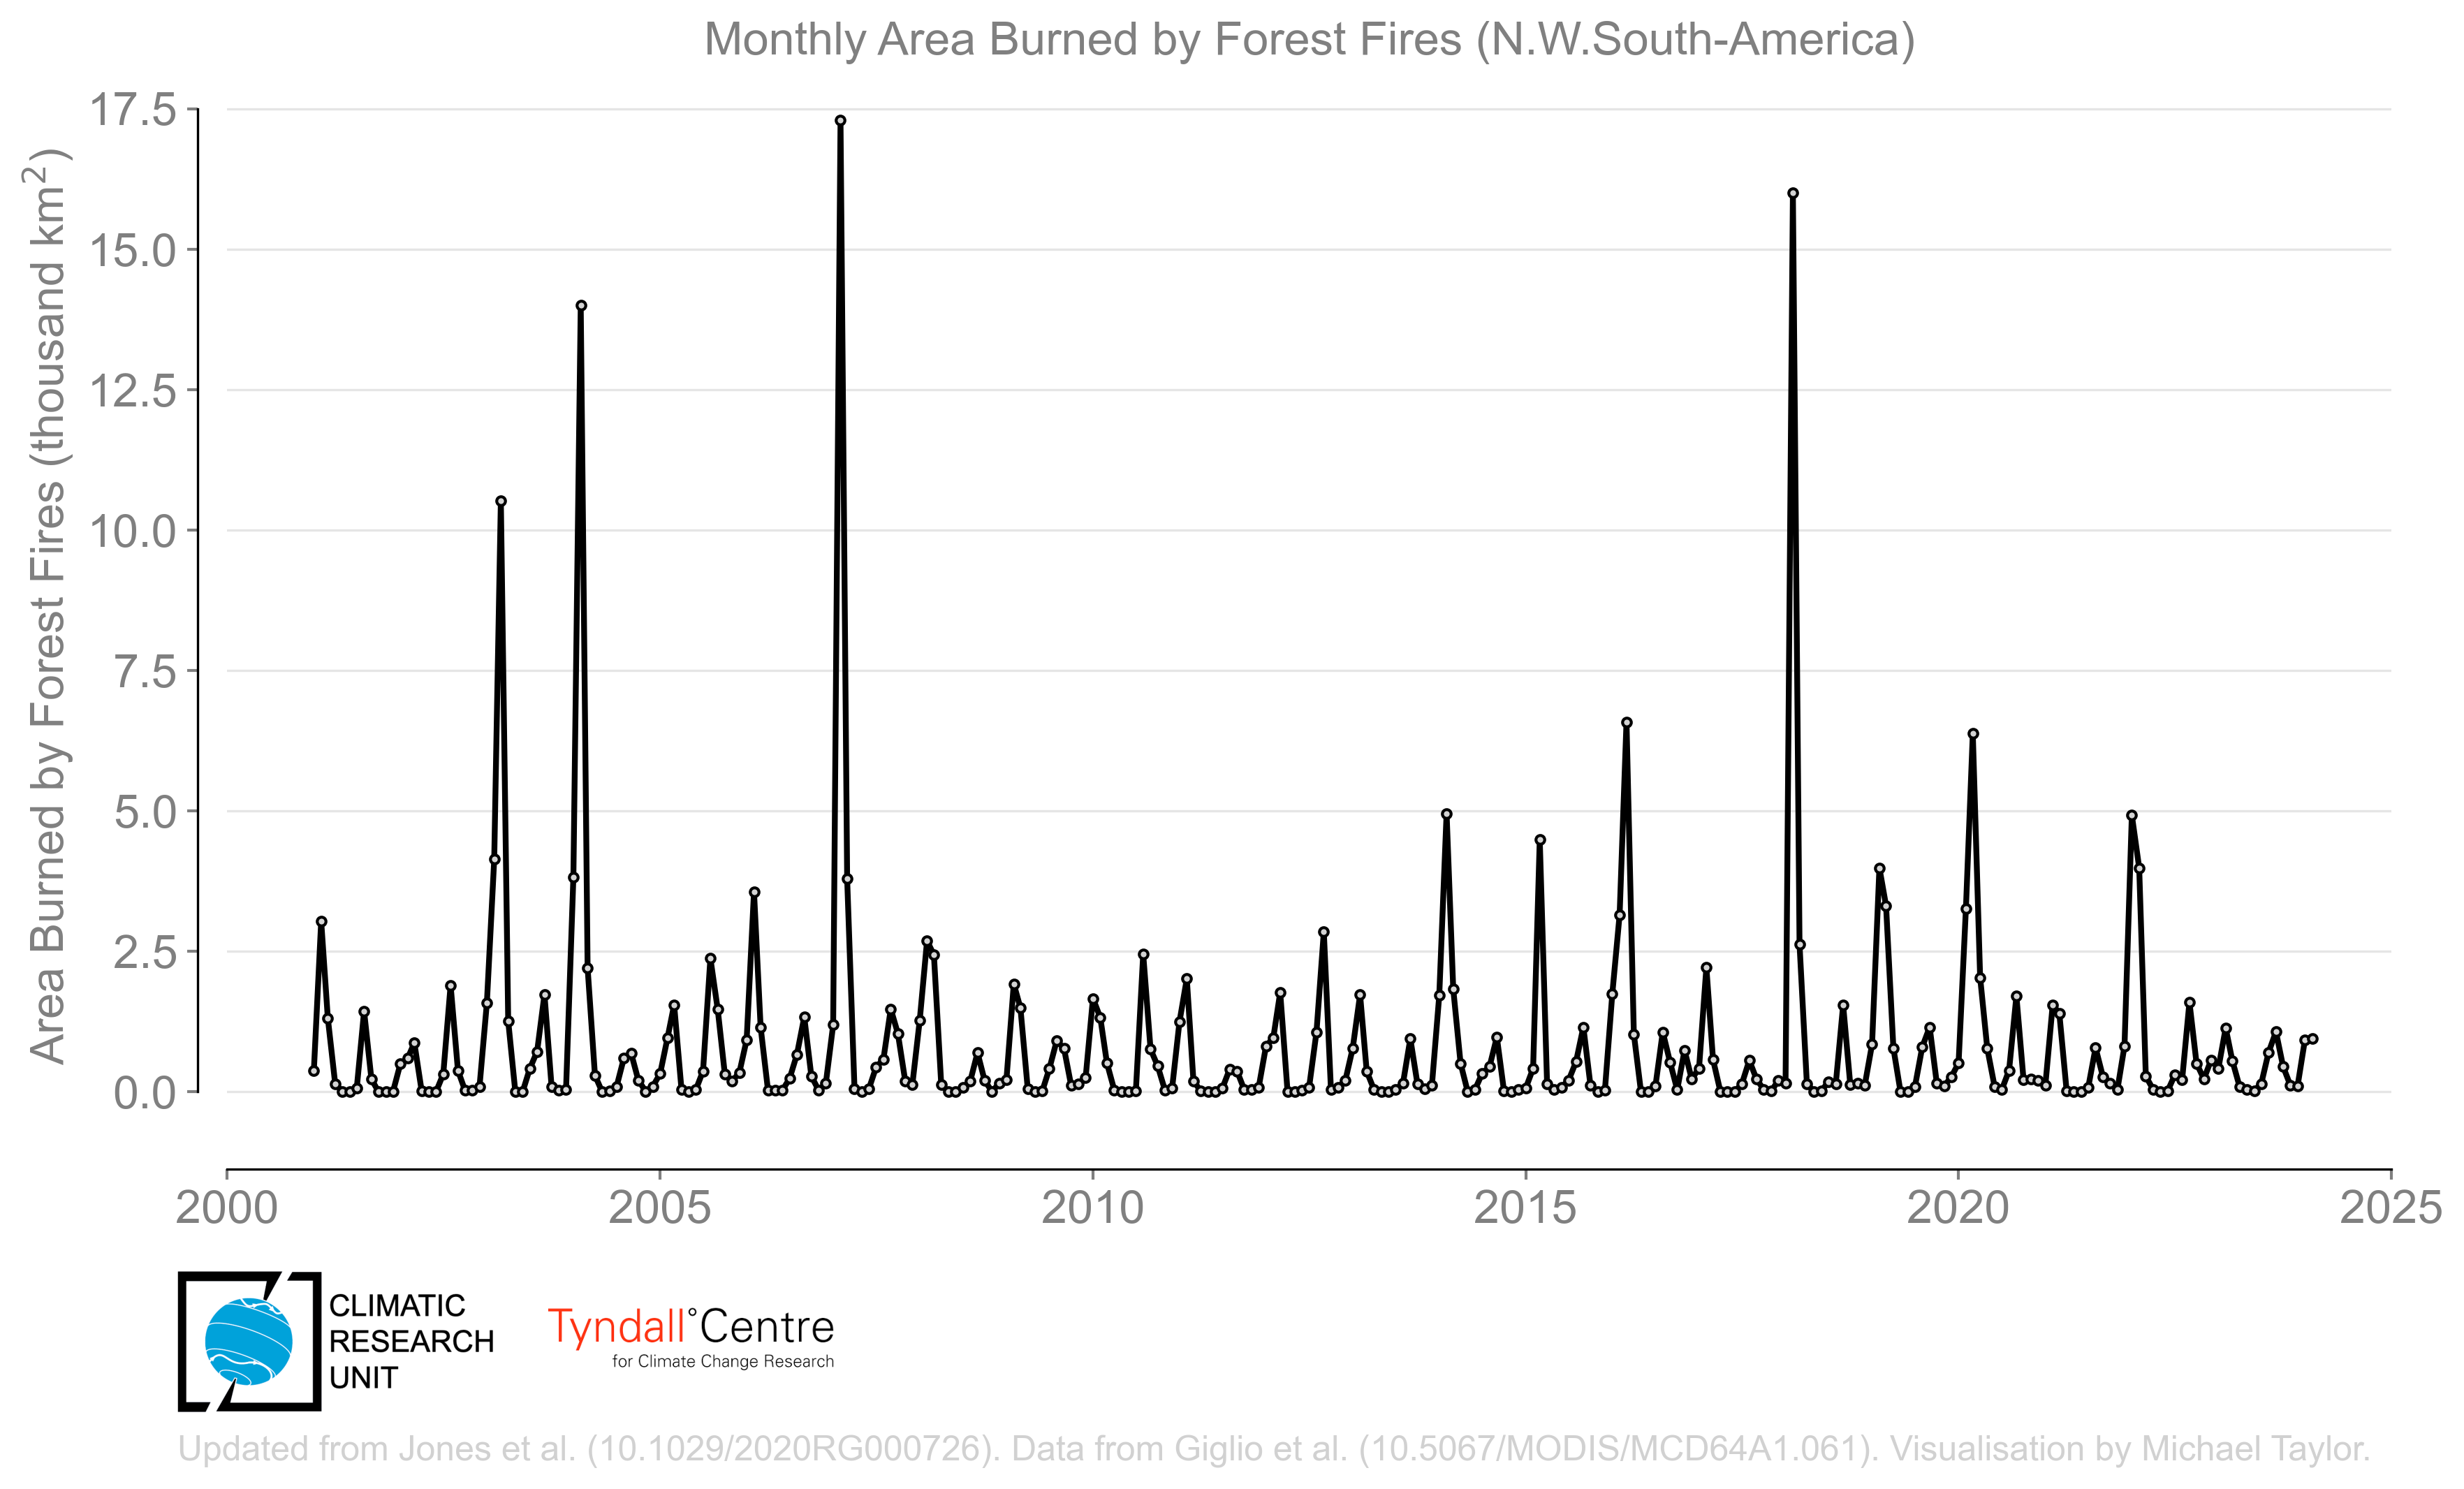 Monthly Area Burned by Forest Fires (N.W.South-America)
Area Burned by Forest Fires (thousand km²)
17.5
15.0
12.5
10.0
7.5
5.0
2.5
0.0
2000 2005 2010 2015 2020 2025
CLIMATIC
RESEARCH
UNIT
Tyndall°Centre
for Climate Change Research
Updated from Jones et al. (10.1029/2020RG000726). Data from Giglio et al. (10.5067/MODIS/MCD64A1.061). Visualisation by Michael Taylor.